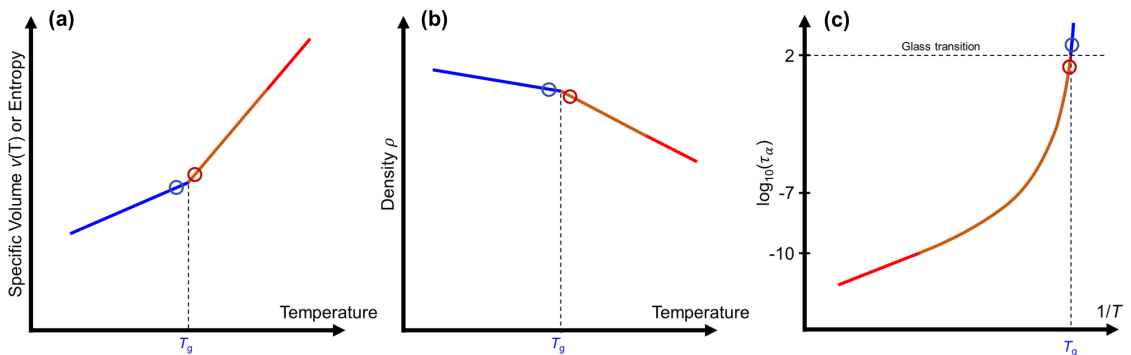 (a)
Specific Volume v(T) or Entropy
Temperature
Tg
(b)
Density ρ
Temperature
Tg
(c)
Glass transition
2
-7
-10
log10(τα)
1/T
Tg